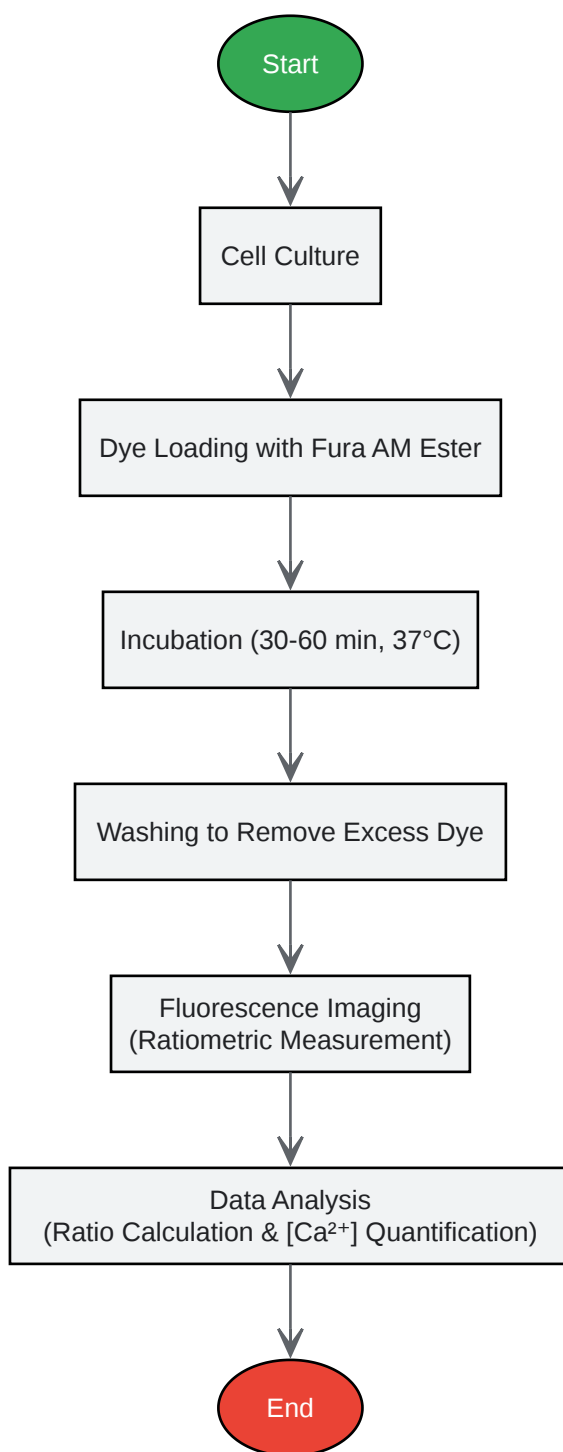 Start
Cell Culture
Dye Loading with Fura AM Ester
Incubation (30-60 min, 37°C)
Washing to Remove Excess Dye
Fluorescence Imaging
(Ratiometric Measurement)
Data Analysis
(Ratio Calculation & [Ca²⁺] Quantification)
End